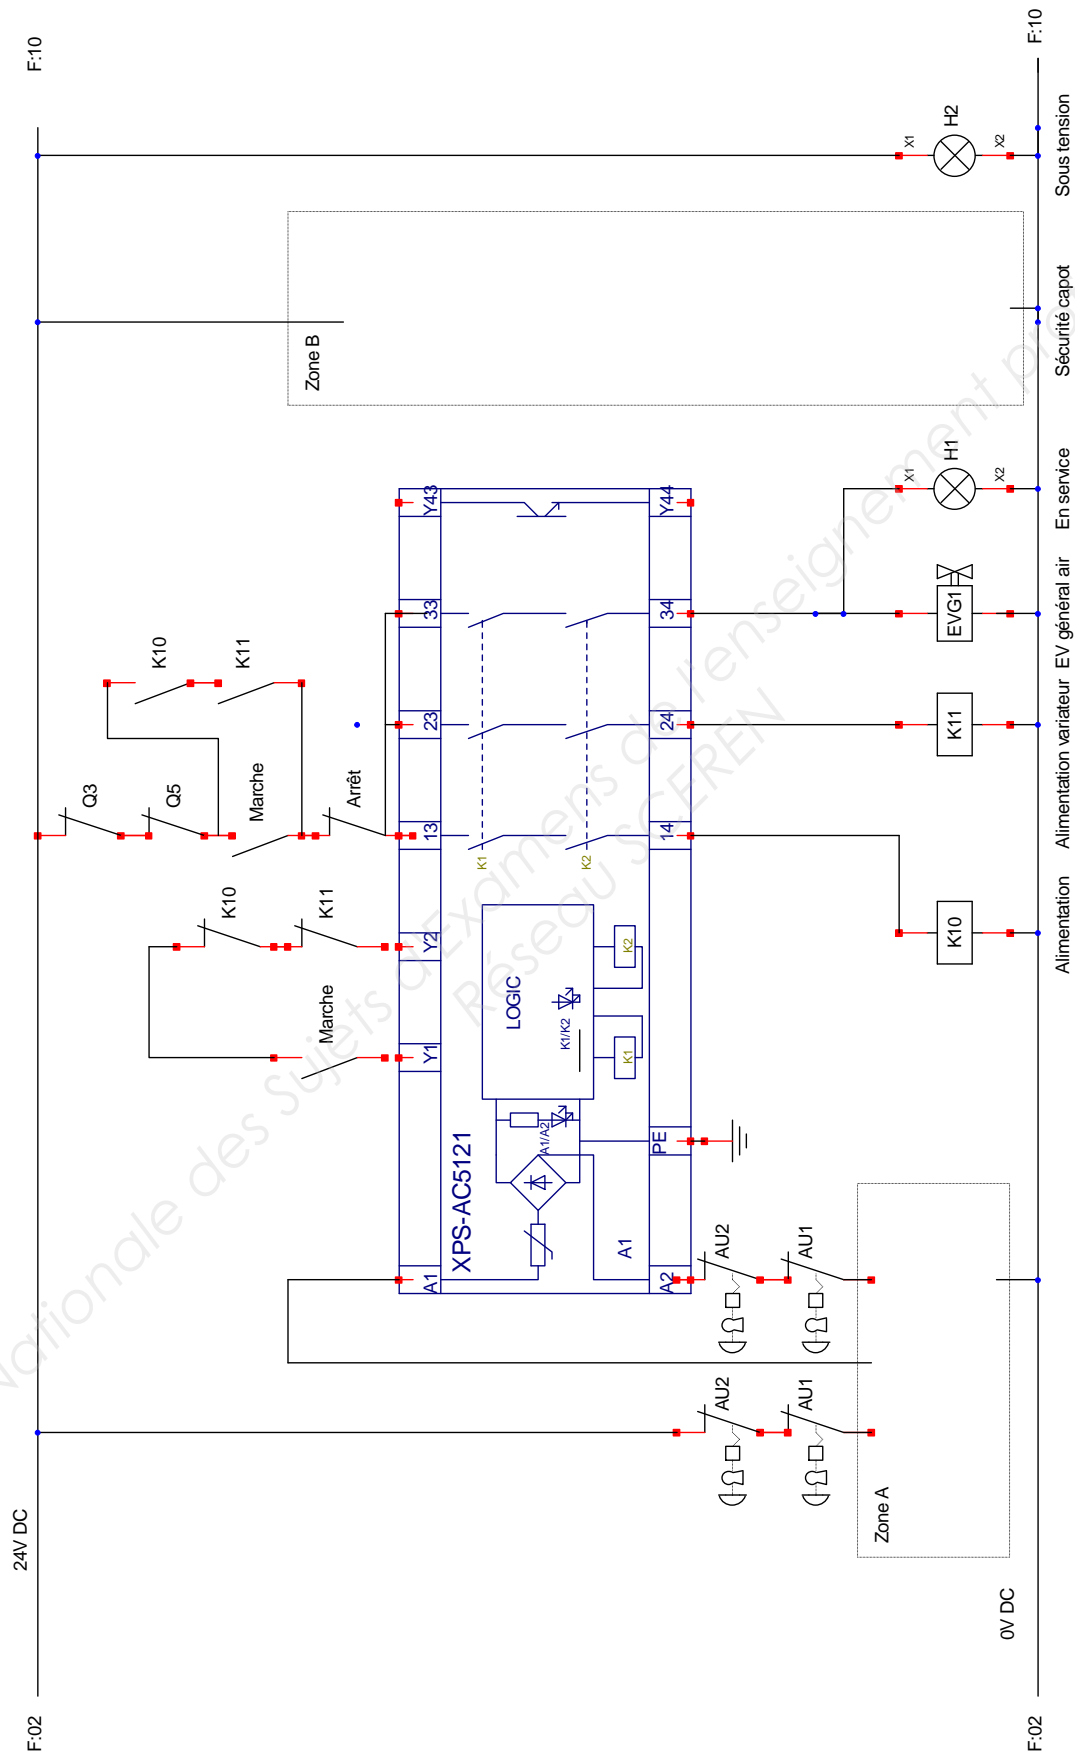 F:02
24V DC
F:10
Q3
Q5
Marche
Arrêt
K10
K11
K10
K11
Marche
Zone B
A1
Y1
Y2
13
23
33
Y43
XPS-AC5121
LOGIC
A1/A2
K1/K2
K1
K2
K1
K2
A1
A2
PE
14
24
34
Y44
AU2
AU1
AU2
AU1
Zone A
K10
K11
EVG1
X1
H1
X2
X1
H2
X2
0V DC
F:02
F:10
Alimentation
Alimentation variateur
EV général air
En service
Sécurité capot
Sous tension
Nationale des Sujets d'Examens de l'enseignement
Réseau SCEREN